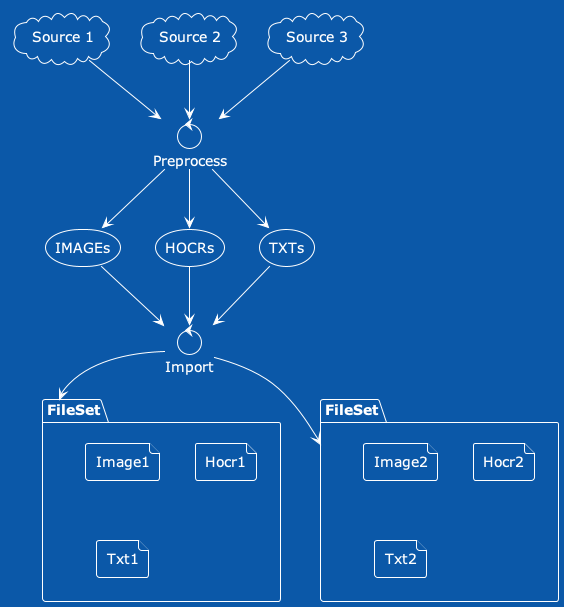 Source 1
Source 2
Source 3
Preprocess
IMAGEs
HOCRs
TXTs
Import
FileSet
FileSet
Image1
Hocr1
Image2
Hocr2
Txt1
Txt2